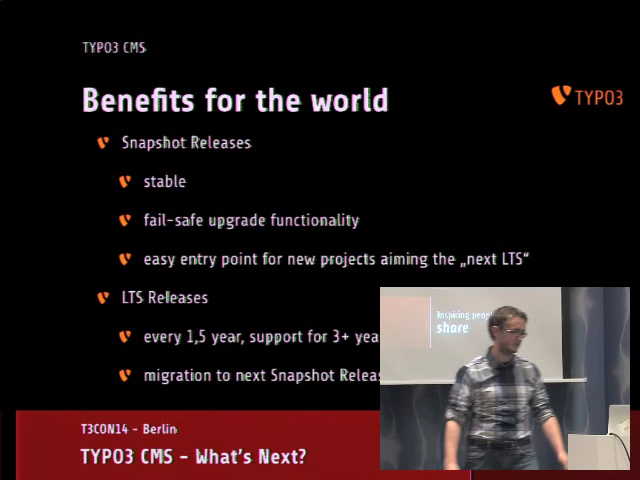 TYPO3 CMS
Benefits for the world
TYPO3
Snapshot Releases
stable
fail-safe upgrade functionality
easy entry point for new projects aiming the „next LTS“
LTS Releases
every 1,5 year, support for 3+
migration to next Snapshot
Inspiring
share
T3CON14 - Berlin
TYPO3 CMS - What's Next?